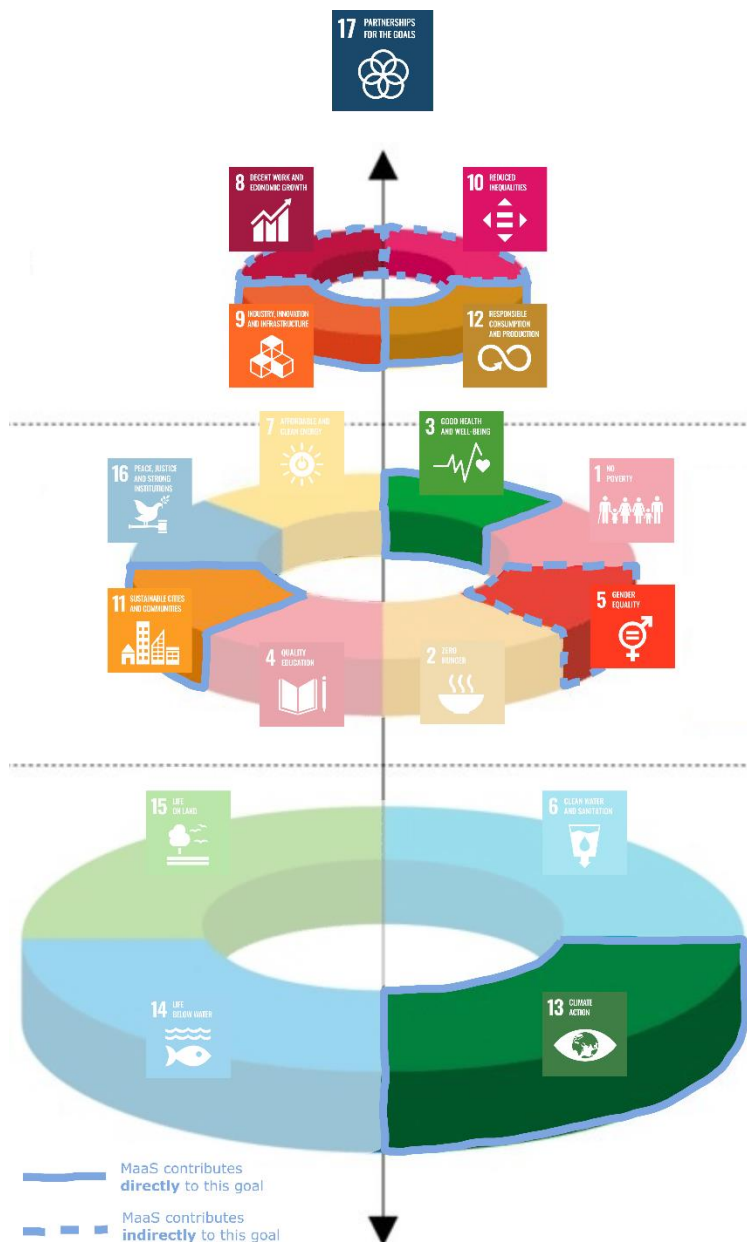 17 PARTNERSHIPS
FOR THE GOALS
8 DECENT WORK AND
ECONOMIC GROWTH
10 REDUCED
INEQUALITIES
9 INDUSTRY, INNOVATION
AND INFRASTRUCTURE
12 RESPONSIBLE
CONSUMPTION
AND PRODUCTION
7 AFFORDABLE AND
CLEAN ENERGY
3 GOOD HEALTH
AND WELL-BEING
16 PEACE, JUSTICE
AND STRONG
INSTITUTIONS
1 NO
POVERTY
11 SUSTAINABLE CITIES
AND COMMUNITIES
5 GENDER
EQUALITY
4 QUALITY
EDUCATION
2 ZERO
HUNGER
15 LIFE
ON LAND
6 CLEAN WATER
AND SANITATION
14 LIFE
BELOW WATER
13 CLIMATE
ACTION
MaaS contributes
directly to this goal
MaaS contributes
indirectly to this goal